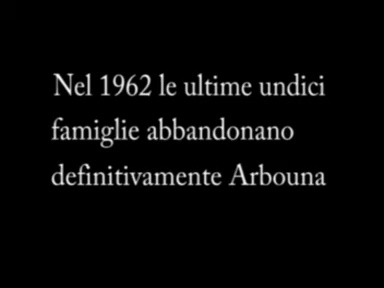 Nel 1962 le ultime undici
famiglie abbandonano
definitivamente Arbouna